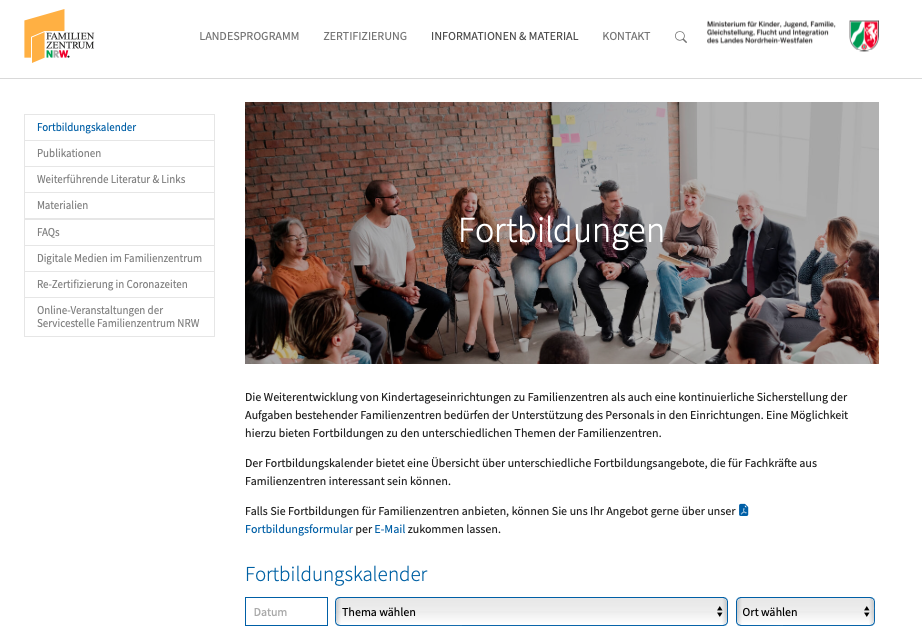 FAMILIEN
ZENTRUM
NRW.
LANDESPROGRAMM
ZERTIFIZIERUNG
INFORMATIONEN & MATERIAL
KONTAKT
Ministerium für Kinder, Jugend, Familie,
Gleichstellung, Flucht und Integration
des Landes Nordrhein-Westfalen
Fortbildungskalender
Publikationen
Weiterführende Literatur & Links
Materialien
FAQs
Digitale Medien im Familienzentrum
Re-Zertifizierung in Coronazeiten
Online-Veranstaltungen der
Servicestelle Familienzentrum NRW
Fortbildungen
Die Weiterentwicklung von Kindertageseinrichtungen zu Familienzentren als auch eine kontinuierliche Sicherstellung der
Aufgaben bestehender Familienzentren bedürfen der Unterstützung des Personals in den Einrichtungen. Eine Möglichkeit
hierzu bieten Fortbildungen zu den unterschiedlichen Themen der Familienzentren.
Der Fortbildungskalender bietet eine Übersicht über unterschiedliche Fortbildungsangebote, die für Fachkräfte aus
Familienzentren interessant sein können.
Falls Sie Fortbildungen für Familienzentren anbieten, können Sie uns Ihr Angebot gerne über unser
Fortbildungsformular per E-Mail zukommen lassen.
Fortbildungskalender
Datum
Thema wählen
Ort wählen